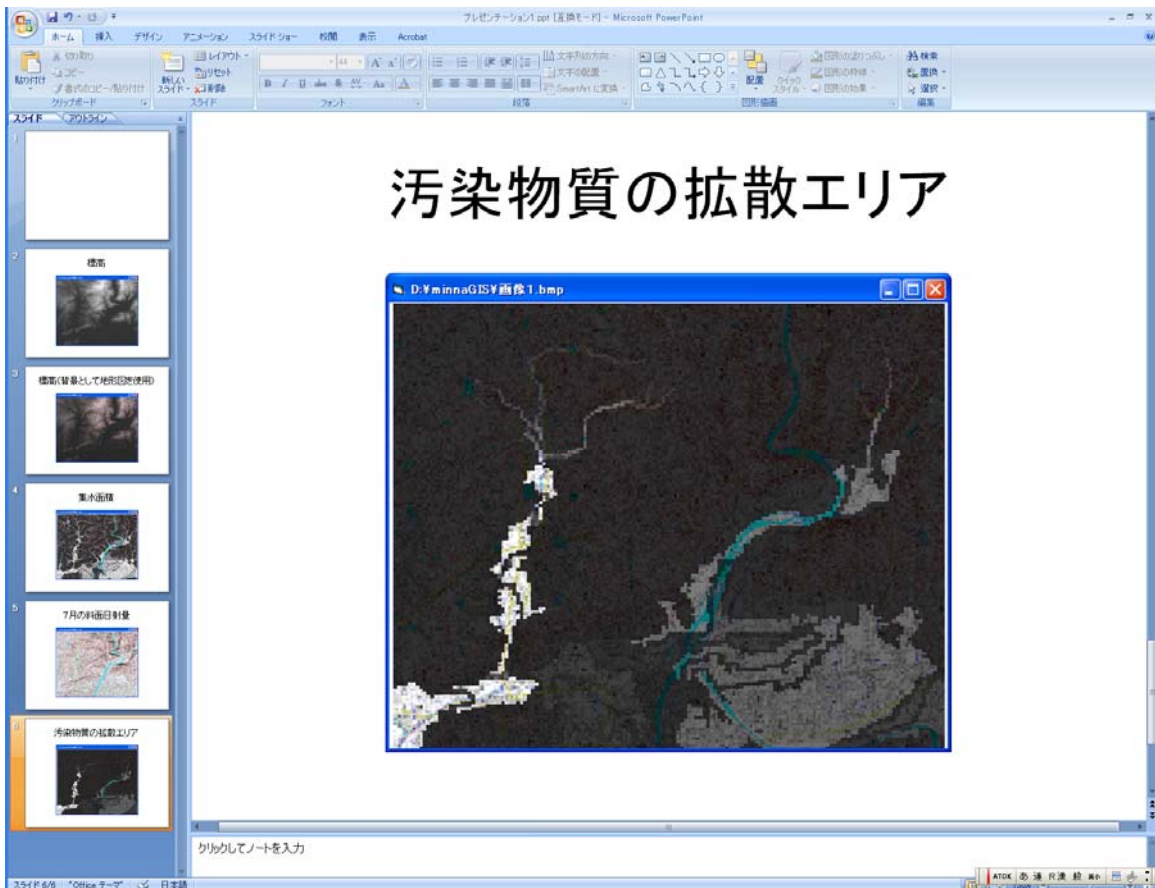 プレゼンテーション1.ppt [互換モード] - Microsoft PowerPoint
ホーム 挿入 デザイン アニメーション スライド ショー 校閲 表示 Acrobat
切り取り
コピー
書式のコピー/貼り付け
貼り付け
クリップボード
新しい
スライド
レイアウト
リセット
削除
スライド
44
フォント
文字列の方向
文字の配置
SmartArt に変換
段落
配置
クイック
スタイル
図形の塗りつぶし
図形の枠線
図形の効果
図形描画
検索
置換
選択
編集
スライド アウトライン
1
2
標高
3
標高(背景として地形図を使用)
4
集水面積
5
7月の斜面日射量
6
汚染物質の拡散エリア
汚染物質の拡散エリア
D:¥minnaGIS¥画像1.bmp
クリックしてノートを入力
スライド 6/6 "Office テーマ" 日本語
ATOK あ 連 R漢 般